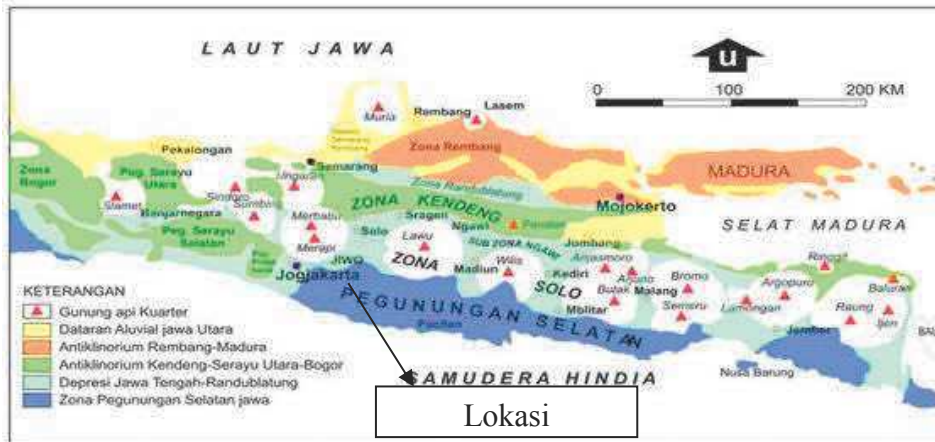 LAUT JAWA
u
0 100 200 KM
Muria
Rembang
Lasem
Zona Rembang
Pekalongan
Semarang
MADURA
Zona
Bogor
Peg. Serayu
Utara
Ungaran
Zona Randublatung
ZONA KENDENG
Mojokerto
SELAT MADURA
Slamet
Sindoro
Sumbing
Banjarnegara
Merbabu
Sragen
Ngawi
Pandan
Peg. Serayu
Selatan
Solo
Lawu
SUB ZONA NGAWI
Jombang
Ringgit
Merapi
JIWO
ZONA
Wilis
Anjasmoro
Madiun
Kediri
Arjuno
Bromo
Argopuro
Baluran
Jogjakarta
SOLO
Butak
Malang
Raung
Ijen
PEGUNUNGAN SELATAN
Blitar
Semeru
Lamongan
Jember
Pacitan
Nusa Barung
SAMUDERA HINDIA
KETERANGAN
Gunung api Kuarter
Dataran Aluvial jawa Utara
Antiklinorium Rembang-Madura
Antiklinorium Kendeng-Serayu Utara-Bogor
Depresi Jawa Tengah-Randublatung
Zona Pegunungan Selatan jawa
Lokasi